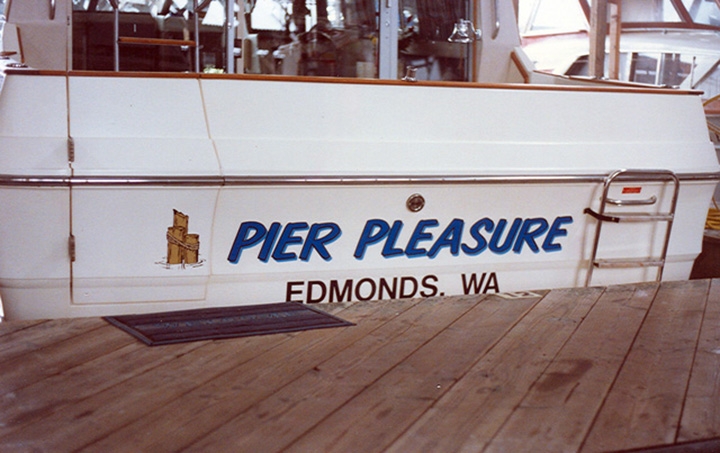 PIER PLEASURE
EDMONDS, WA